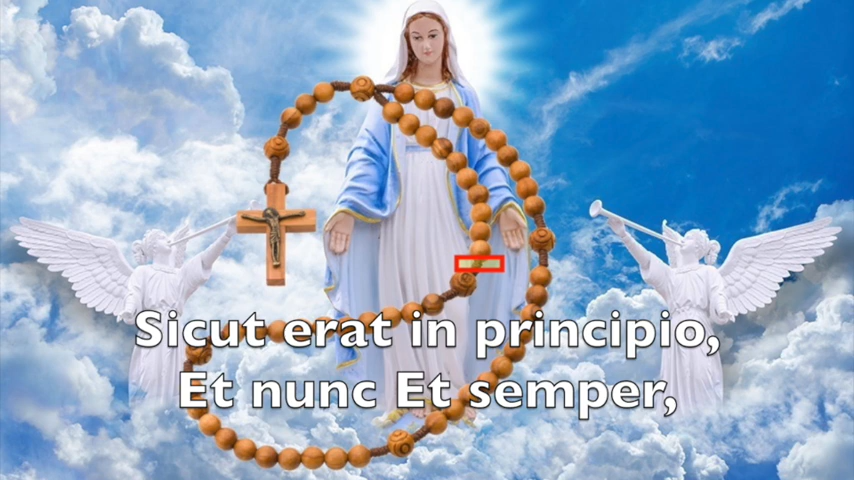 Sicut erat in principio,
Et nunc Et semper,